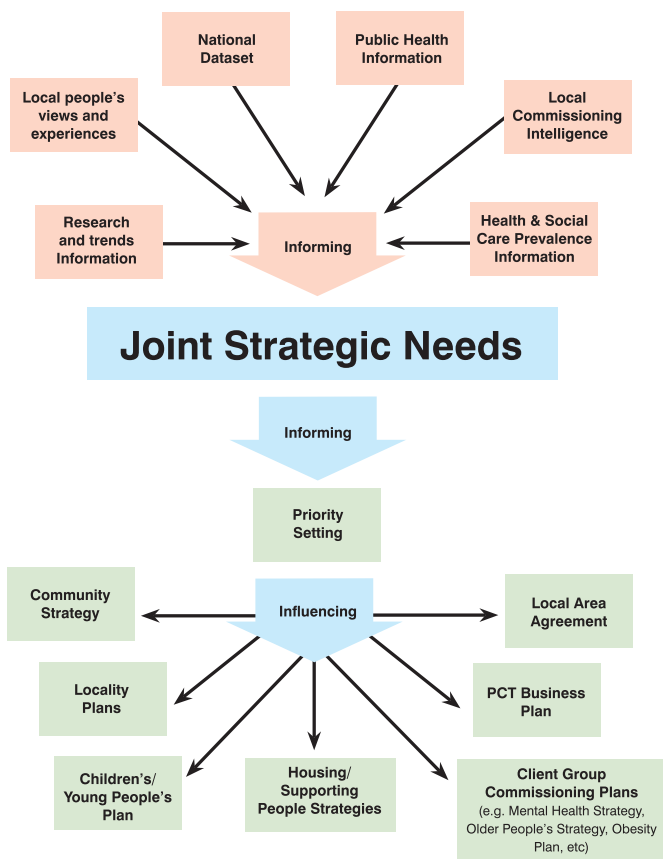 National
Dataset
Public Health
Information
Local people’s
views and
experiences
Local
Commissioning
Intelligence
Research
and trends
Information
Informing
Health & Social
Care Prevalence
Information
Joint Strategic Needs
Informing
Priority
Setting
Community
Strategy
Influencing
Local Area
Agreement
Locality
Plans
PCT Business
Plan
Children’s/
Young People’s
Plan
Housing/
Supporting
People Strategies
Client Group
Commissioning Plans
(e.g. Mental Health Strategy,
Older People’s Strategy, Obesity
Plan, etc)